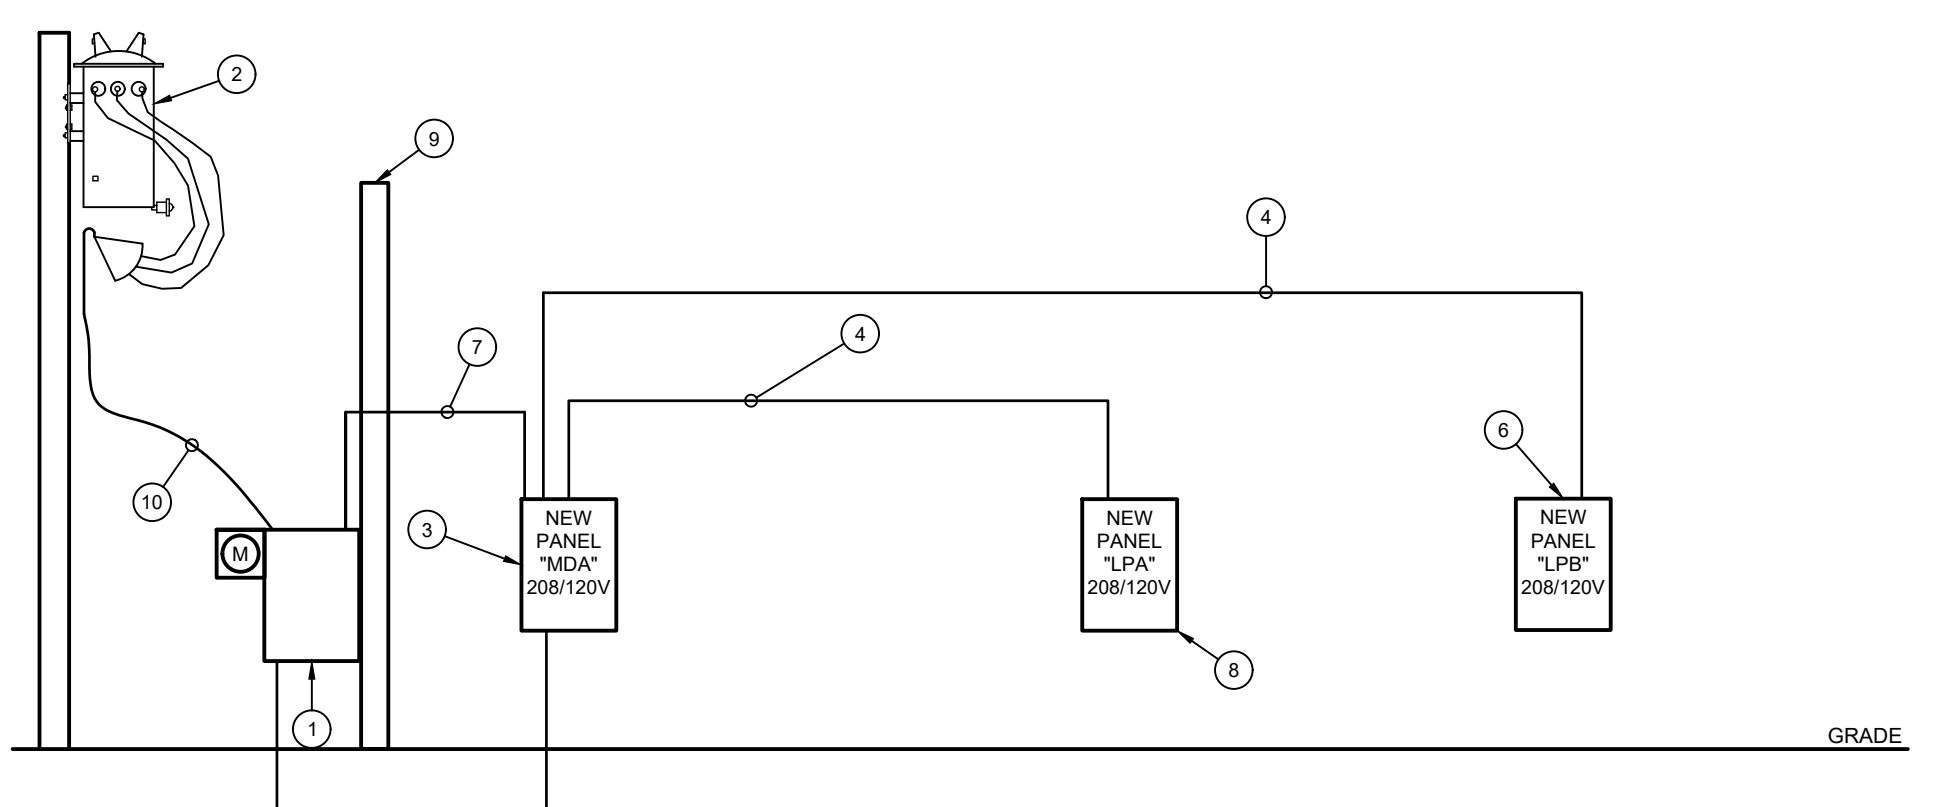 2
9
4
7
4
6
10
3
M
NEW
PANEL
"MDA"
208/120V
NEW
PANEL
"LPA"
208/120V
NEW
PANEL
"LPB"
208/120V
8
1
GRADE